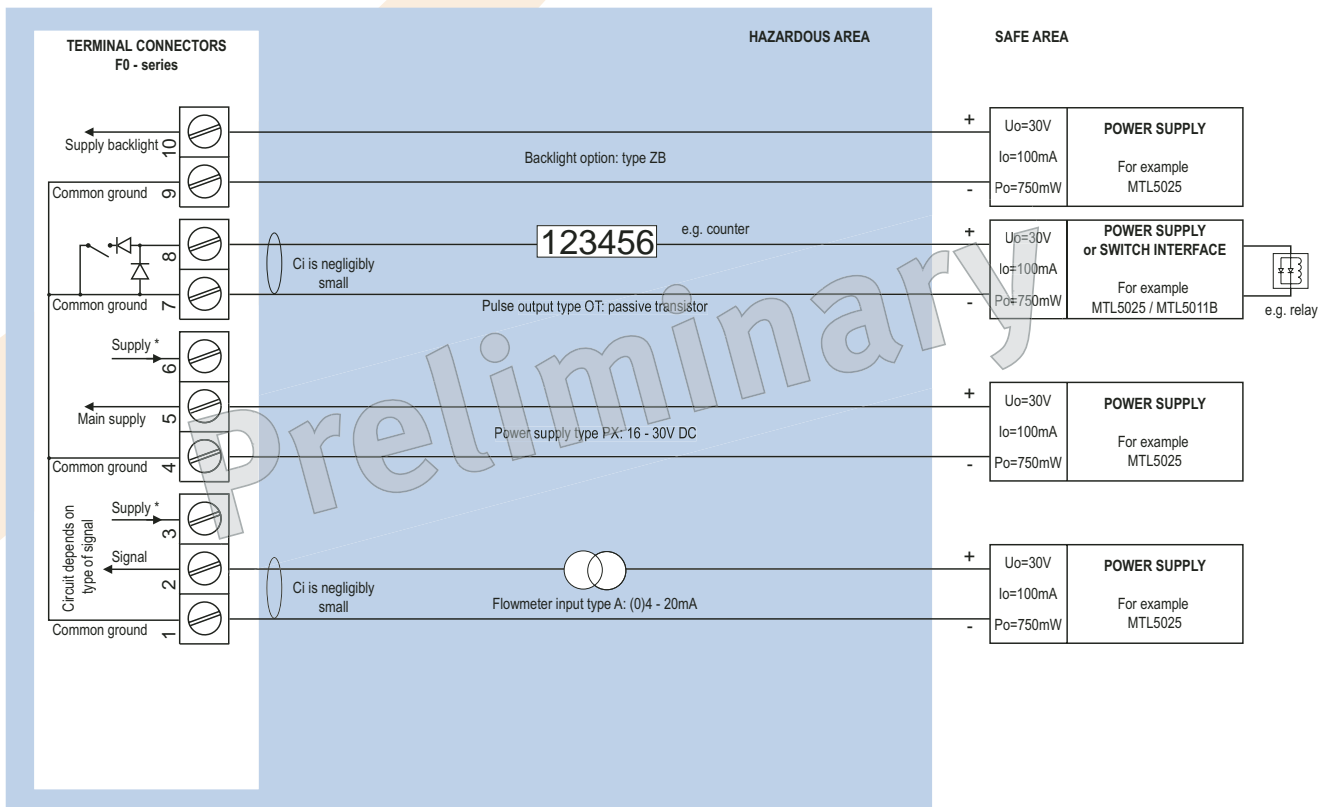 TERMINAL CONNECTORS
F0 - series
HAZARDOUS AREA
SAFE AREA
Supply backlight
10
Common ground
9
Backlight option: type ZB
+
-
Uo=30V
Io=100mA
Po=750mW
POWER SUPPLY
For example
MTL5025
8
Common ground
7
Ci is negligibly
small
123456
e.g. counter
Pulse output type OT: passive transistor
+
-
Uo=30V
Io=100mA
Po=750mW
POWER SUPPLY
or SWITCH INTERFACE
For example
MTL5025 / MTL5011B
e.g. relay
Supply *
6
Main supply
5
Common ground
4
Power supply type PX: 16 - 30V DC
+
-
Uo=30V
Io=100mA
Po=750mW
POWER SUPPLY
For example
MTL5025
Circuit depends on
type of signal
Supply *
3
Signal
2
Common ground
1
Ci is negligibly
small
Flowmeter input type A: (0)4 - 20mA
+
-
Uo=30V
Io=100mA
Po=750mW
POWER SUPPLY
For example
MTL5025
Preliminary